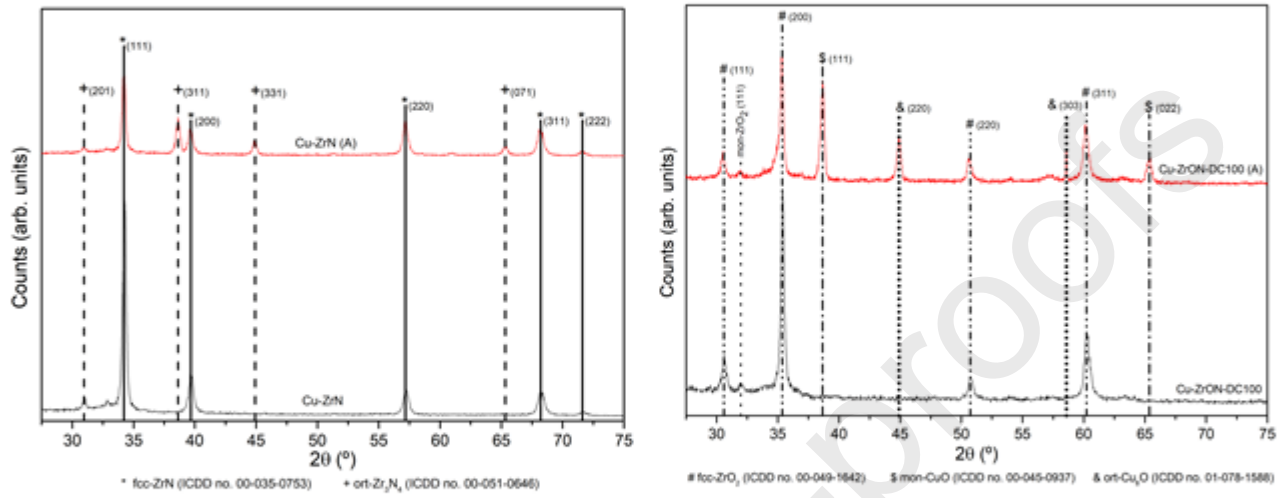 *(111)
+(201)
+(311)
+(331)
+(071)
*(200)
*(220)
*(311)
*(222)
Cu-ZrN (A)
Cu-ZrN
Counts (arb. units)
30 35 40 45 50 55 60 65 70 75
2θ (º)
* fcc-ZrN (ICDD no. 00-035-0753) + ort-Zr₃N₄ (ICDD no. 00-051-0646)
# (200)
# (111)
mon-ZrO₂ (111)
$ (111)
& (220)
# (220)
& (303)
# (311)
$ (022)
Cu-ZrON-DC100 (A)
Cu-ZrON-DC100
Counts (arb. units)
30 35 40 45 50 55 60 65 70 75
2θ (º)
# fcc-ZrO₂ (ICDD no. 00-049-1642) $ mon-CuO (ICDD no. 00-045-0937) & ort-Cu₈O (ICDD no. 01-078-1588)
proofs